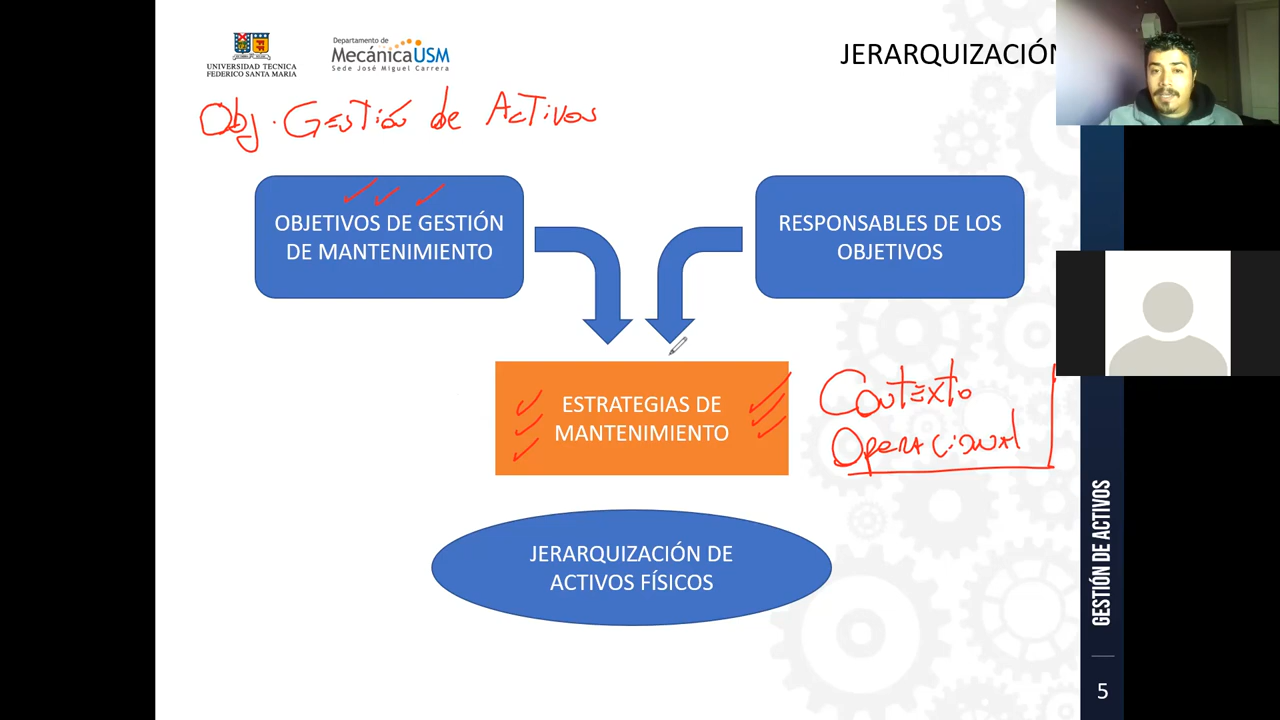 UNIVERSIDAD TECNICA
FEDERICO SANTA MARIA
Departamento de
MecánicaUSM
Sede José Miguel Carrera
JERARQUIZACIÓN
Obj. Gestión de Activos
OBJETIVOS DE GESTIÓN
DE MANTENIMIENTO
RESPONSABLES DE LOS
OBJETIVOS
ESTRATEGIAS DE
MANTENIMIENTO
Contexto
Operacional
JERARQUIZACIÓN DE
ACTIVOS FÍSICOS
GESTIÓN DE ACTIVOS
5